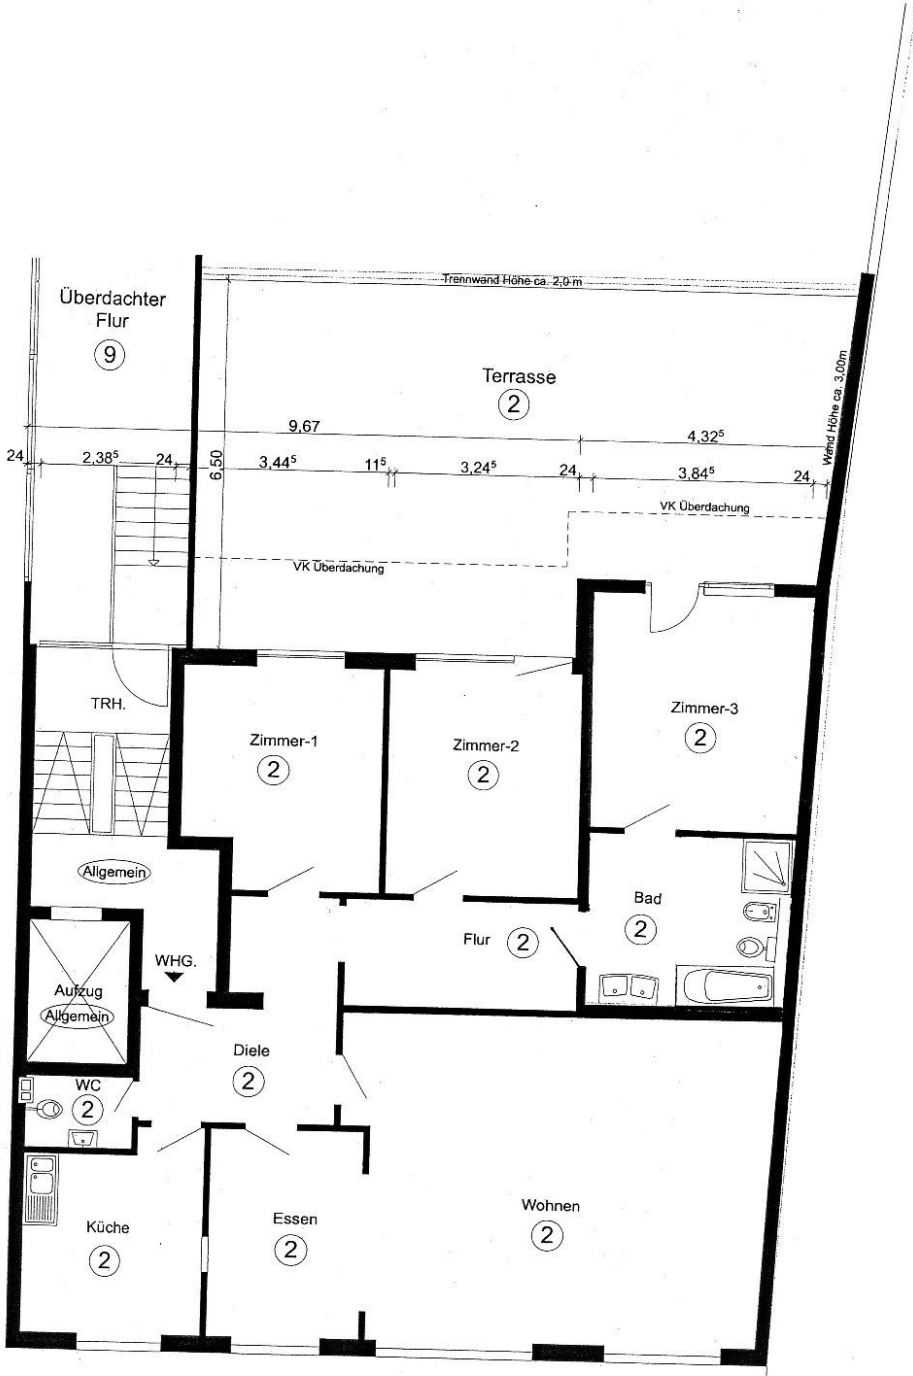 Trennwand Höhe ca. 2,0 m
Überdachter
Flur
9
Terrasse
2
Wand Höhe ca. 3,00m
9,67
4,32⁵
24
2,38⁵
24
6,50
3,44⁵
11⁵
3,24⁵
24
3,84⁵
24
VK Überdachung
VK Überdachung
TRH.
Zimmer-1
2
Zimmer-2
2
Zimmer-3
2
Allgemein
Bad
2
Flur
2
WHG.
Aufzug
Allgemein
Diele
2
WC
2
Küche
2
Essen
2
Wohnen
2